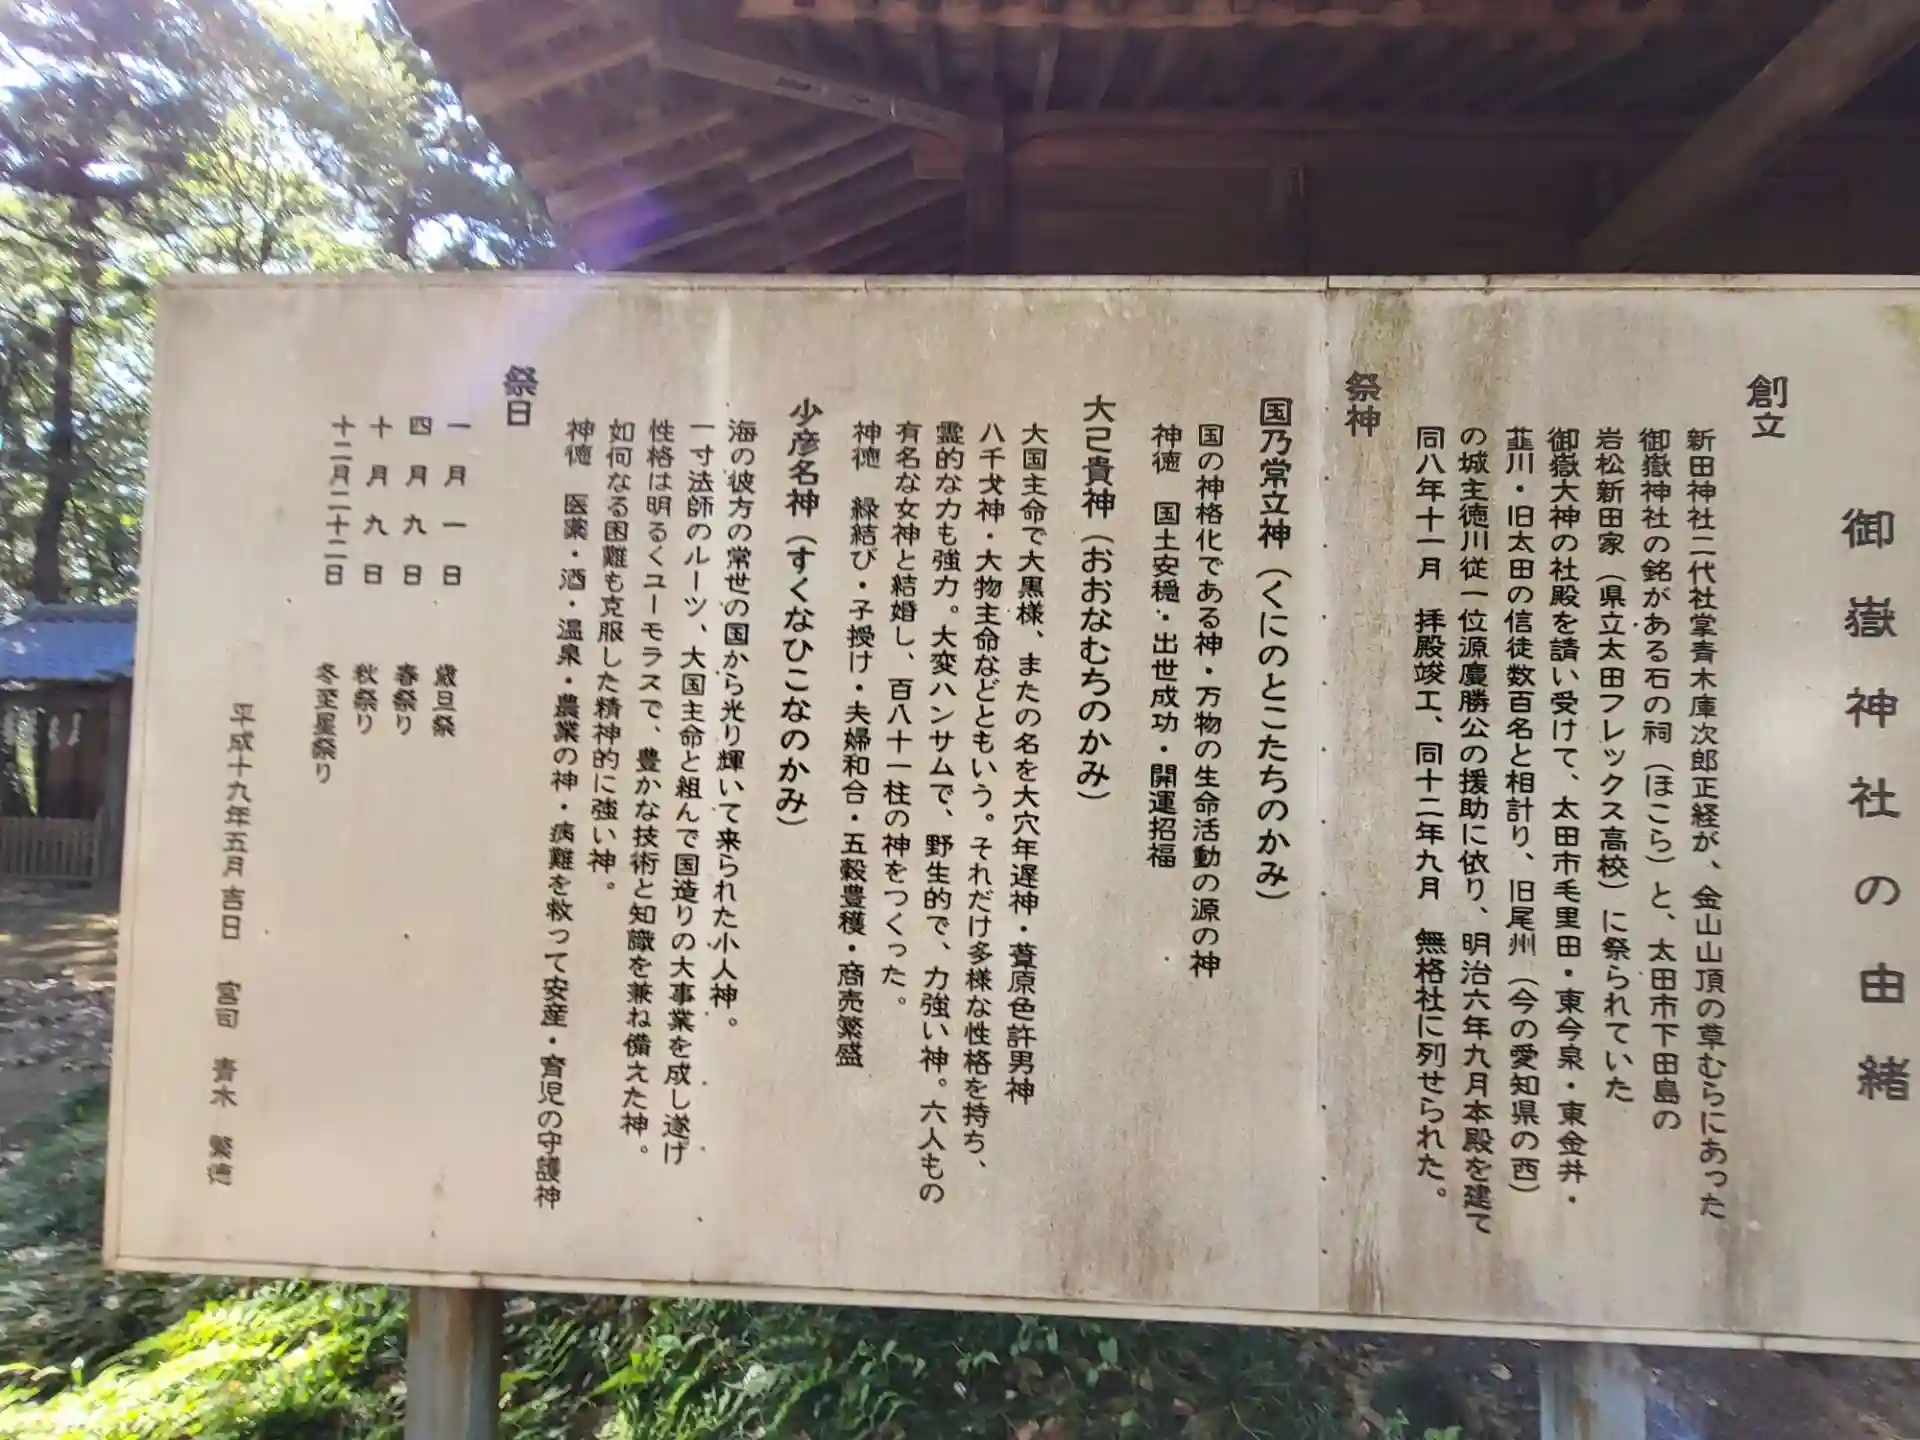 御嶽神社の由緒
創立
新田神社二代社掌青木庫次郎正経が、金山山頂の草むらにあった
御嶽神社の銘がある石の祠(ほこら)と、太田市下田島の
岩松新田家(県立太田フレックス高校)に祭られていた
御嶽大神の社殿を請い受けて、太田市毛里田・東今泉・東金井・
韮川・旧太田の信徒数百名と相計り、旧尾州(今の愛知県の西)
の城主徳川従一位源慶勝公の援助に依り、明治六年九月本殿を建て
同八年十一月 拝殿竣工、同十二年九月 無格社に列せられた。
祭神
国乃常立神(くにのとこたちのかみ)
国の神格化である神・万物の生命活動の源の神
神徳 国土安穏・出世成功・開運招福
大己貴神(おおなむちのかみ)
大国主命で大黒様、またの名を大穴牟遅神・葦原色許男神
八千戈神・大物主命などともいう。それだけ多様な性格を持ち、
霊的な力も強力。大変ハンサムで、野生的で、力強い神。六人もの
有名な女神と結婚し、百八十一柱の神をつくった。
神徳 縁結び・子授け・夫婦和合・五穀豊穣・商売繁盛
少彦名神(すくなひこなのかみ)
海の彼方の常世の国から光り輝いて来られた小人神。
一寸法師のルーツ、大国主命と組んで国造りの大事業を成し遂げ
性格は明るくユーモラスで、豊かな技術と知識を兼ね備えた神。
如何なる困難も克服した精神的に強い神。
神徳 医薬・酒・温泉・農業の神・病難を救って安産・育児の守護神
祭日
一月一日 歳旦祭
四月九日 春祭り
十月九日 秋祭り
十二月二十二日 冬至星祭り
平成十九年五月吉日 宮司 青木 繁徳